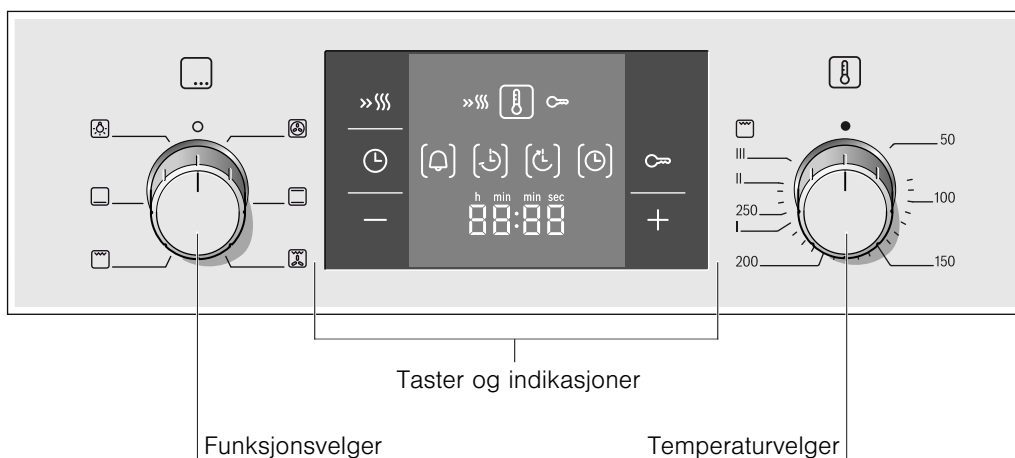 h min min sec
88:88
50
100
150
200
250
I
II
III
Taster og indikasjoner
Funksjonsvelger
Temperaturvelger